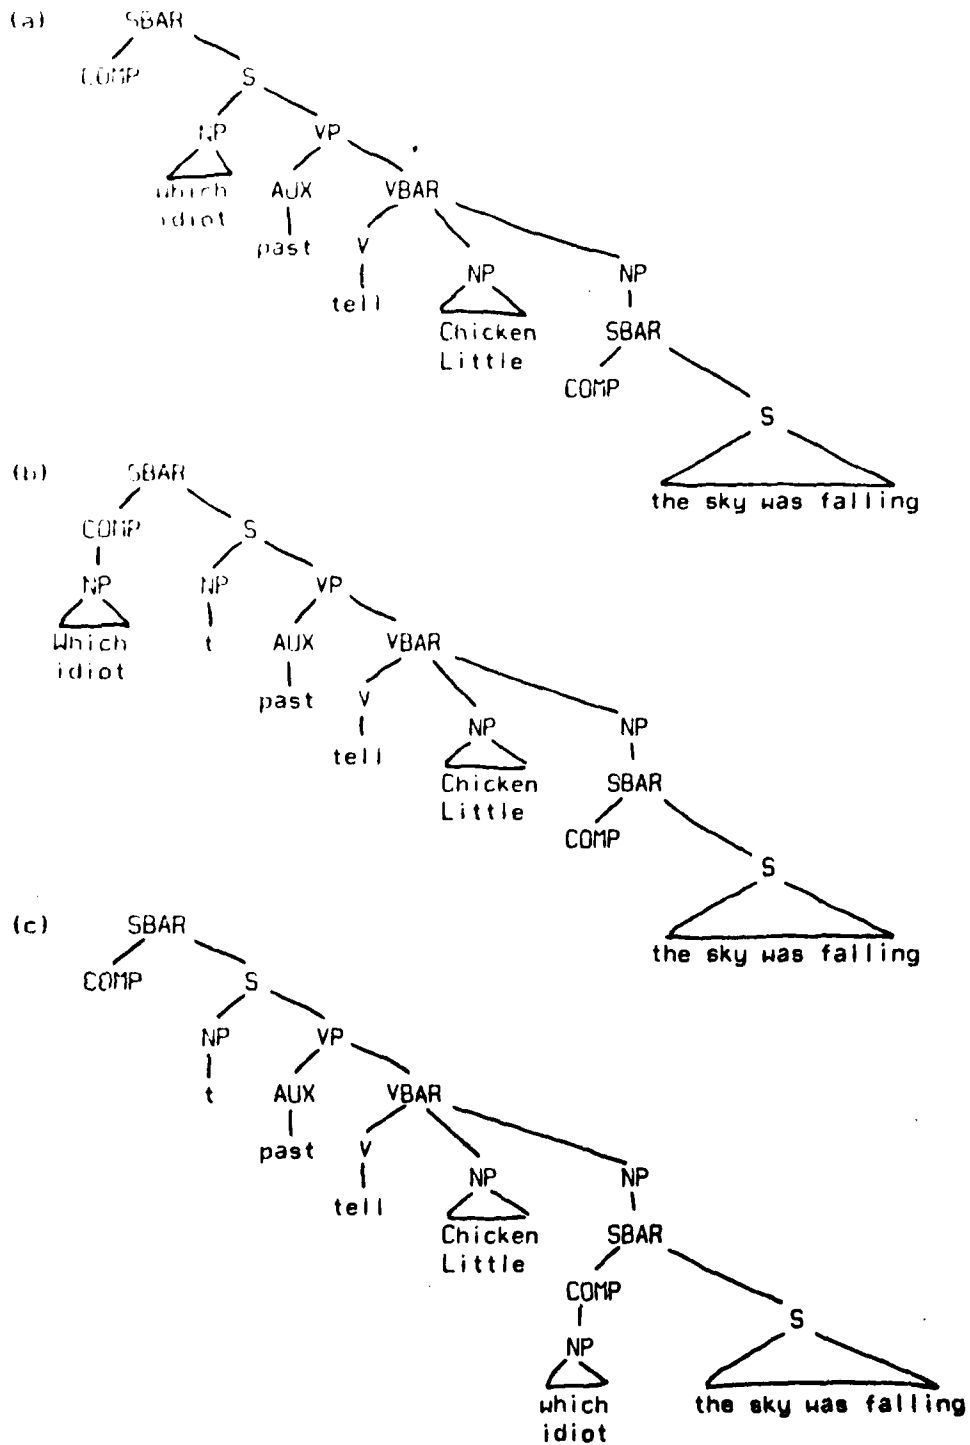 (a) SBAR
COMP S
NP VP
which idiot AUX VBAR
past V NP NP
tell Chicken Little SBAR
COMP S
the sky was falling
(b) SBAR
COMP S
NP NP VP
Which idiot t AUX VBAR
past V NP NP
tell Chicken Little SBAR
COMP S
the sky was falling
(c) SBAR
COMP S
NP VP
t AUX VBAR
past V NP NP
tell Chicken Little SBAR
COMP S
NP the sky was falling
which idiot